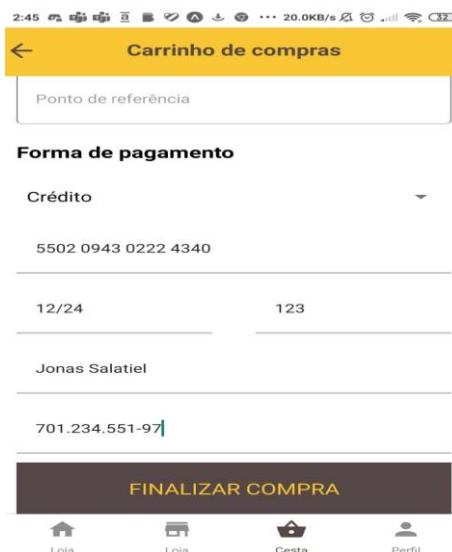 2:45 ... 20.0KB/s 32
Carrinho de compras
Ponto de referência
Forma de pagamento
Crédito
5502 0943 0222 4340
12/24 123
Jonas Salatiel
701.234.551-97
FINALIZAR COMPRA
Loja Loja Cesta Perfil